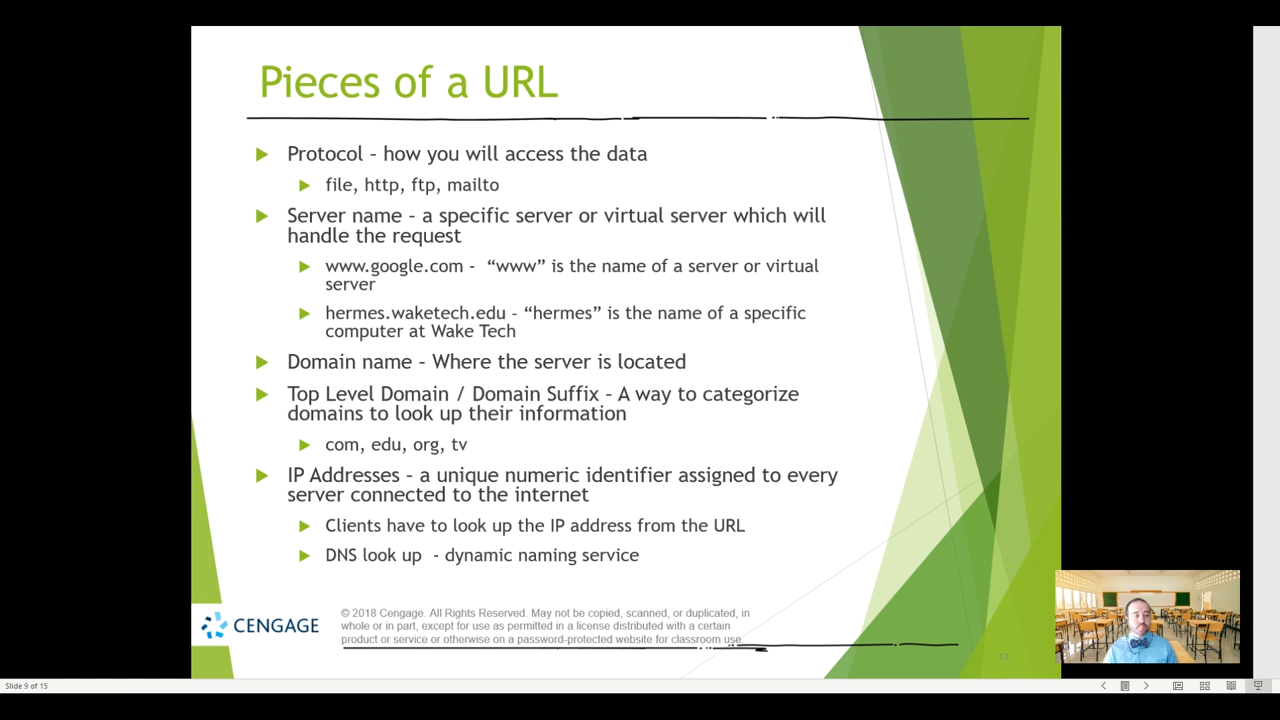 Pieces of a URL
Protocol – how you will access the data
file, http, ftp, mailto
Server name – a specific server or virtual server which will
handle the request
www.google.com - “www” is the name of a server or virtual
server
hermes.waketech.edu – “hermes” is the name of a specific
computer at Wake Tech
Domain name – Where the server is located
Top Level Domain / Domain Suffix – A way to categorize
domains to look up their information
com, edu, org, tv
IP Addresses – a unique numeric identifier assigned to every
server connected to the internet
Clients have to look up the IP address from the URL
DNS look up - dynamic naming service
CENGAGE
© 2018 Cengage. All Rights Reserved. May not be copied, scanned, or duplicated, in
whole or in part, except for use as permitted in a license distributed with a certain
product or service or otherwise on a password-protected website for classroom use.
13
Slide 9 of 15